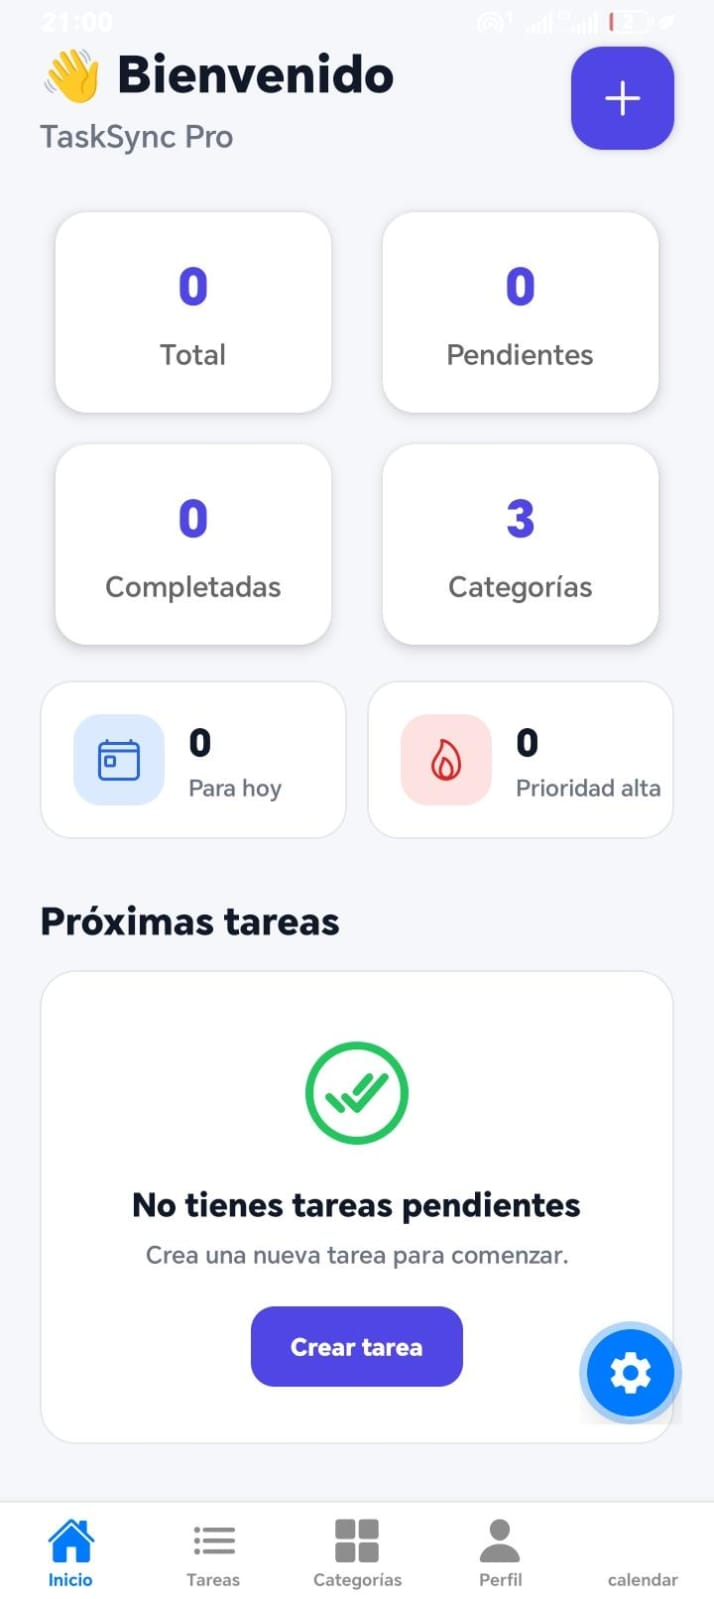 21:00
2
👋 Bienvenido
TaskSync Pro
0
Total
0
Pendientes
0
Completadas
3
Categorías
0
Para hoy
0
Prioridad alta
Próximas tareas
No tienes tareas pendientes
Crea una nueva tarea para comenzar.
Crear tarea
Inicio
Tareas
Categorías
Perfil
calendar